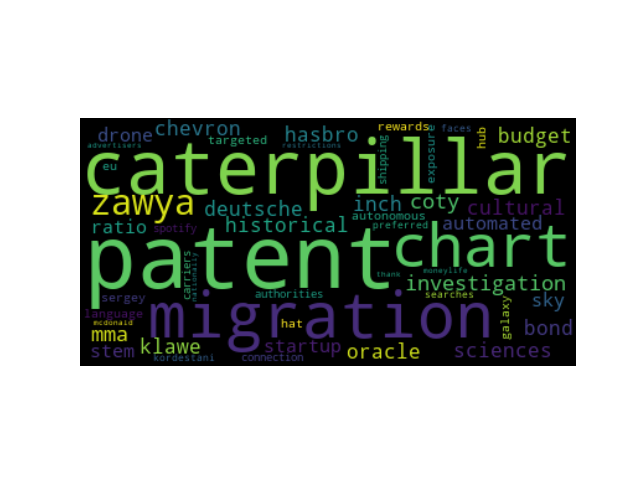 drone chevron targeted hasbro rewards faces hub budget
advertisers restrictions
caterpillar
eu shipping exposure
zawya deutsche inch coty cultural
ratio spotify historical autonomous preferred automated
patent chart
carriers nationally thank moneylife investigation
sergey authorities searches sky
language migration galaxy
mcdonald hat bond
mma klawe startup oracle sciences
stem kordestani connection